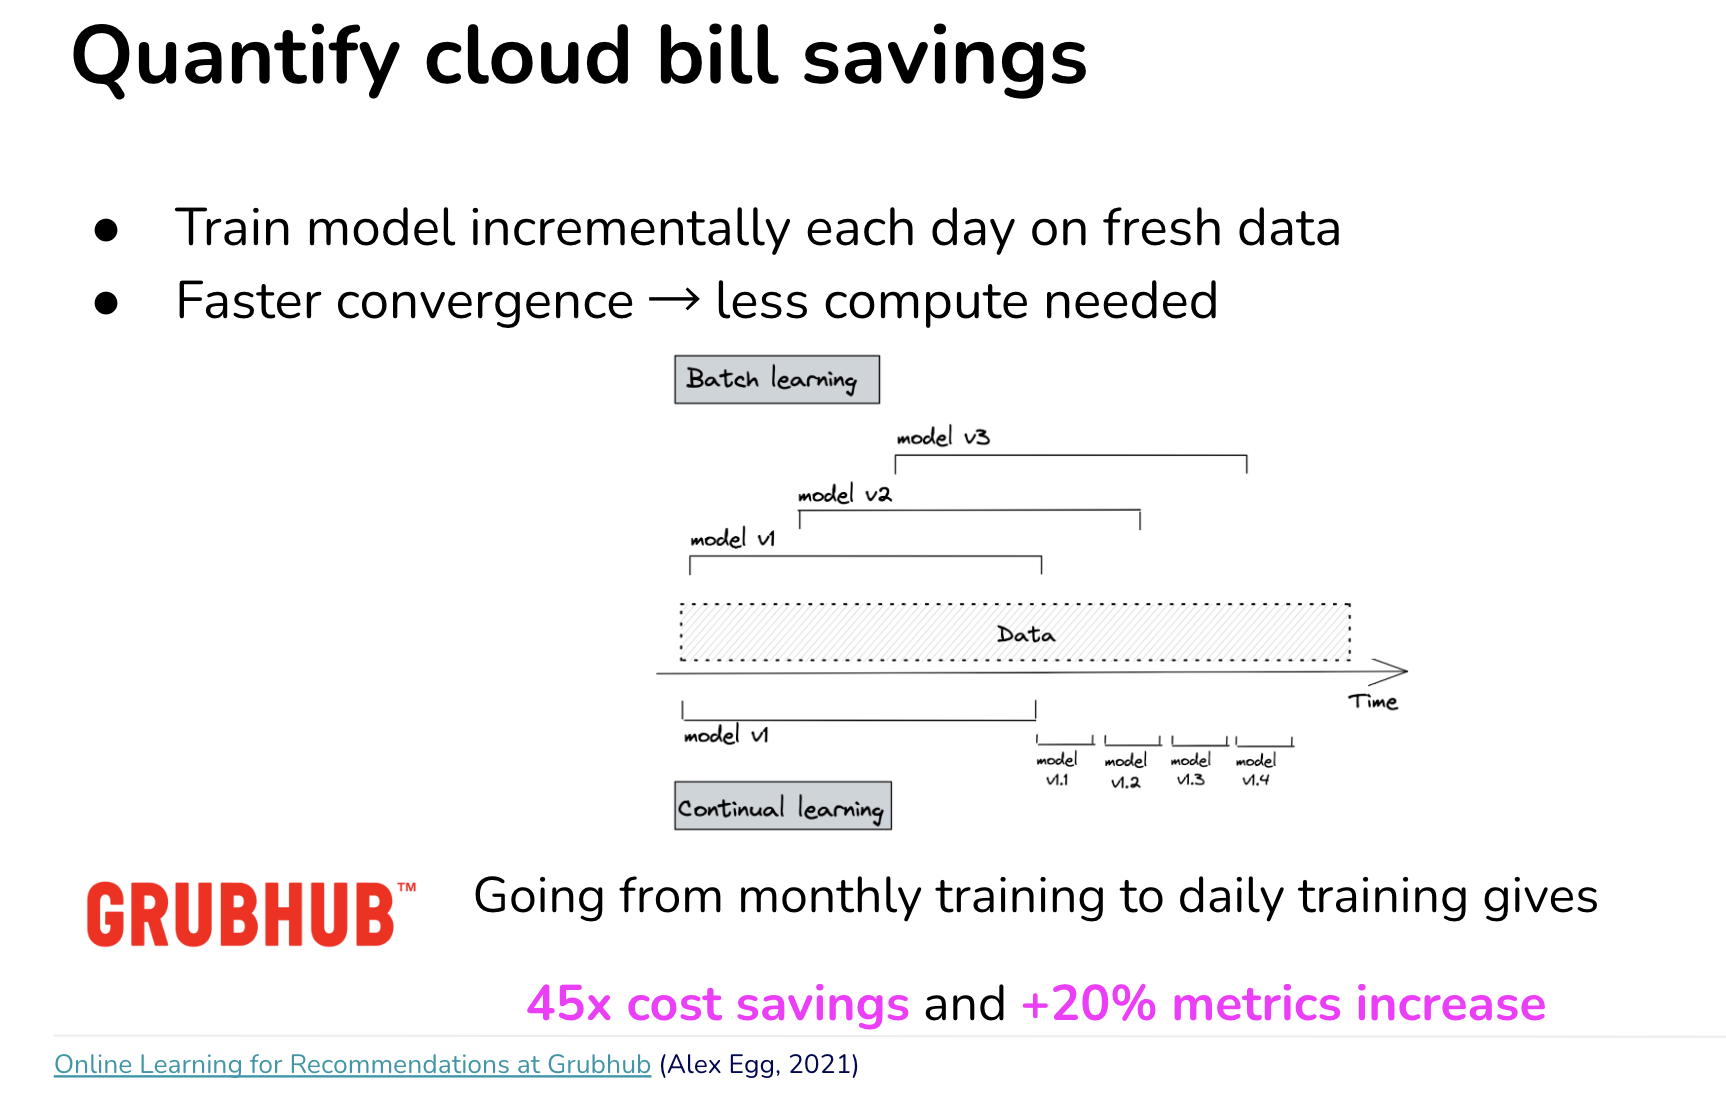 Quantify cloud bill savings
● Train model incrementally each day on fresh data
● Faster convergence → less compute needed
Batch learning
model v3
model v2
model v1
Data
Time
model v1
model v1.1
model v1.2
model v1.3
model v1.4
Continual learning
GRUBHUB™
Going from monthly training to daily training gives
45x cost savings and +20% metrics increase
Online Learning for Recommendations at Grubhub (Alex Egg, 2021)